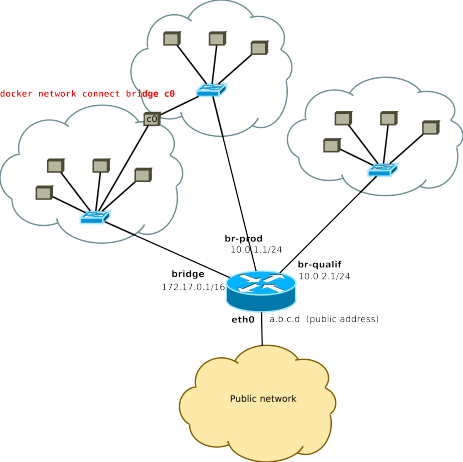 docker network connect bridge c0
c0
br-prod
10.0.1.1/24
br-qualif
10.0.2.1/24
bridge
172.17.0.1/16
eth0 a.b.c.d (public address)
Public network